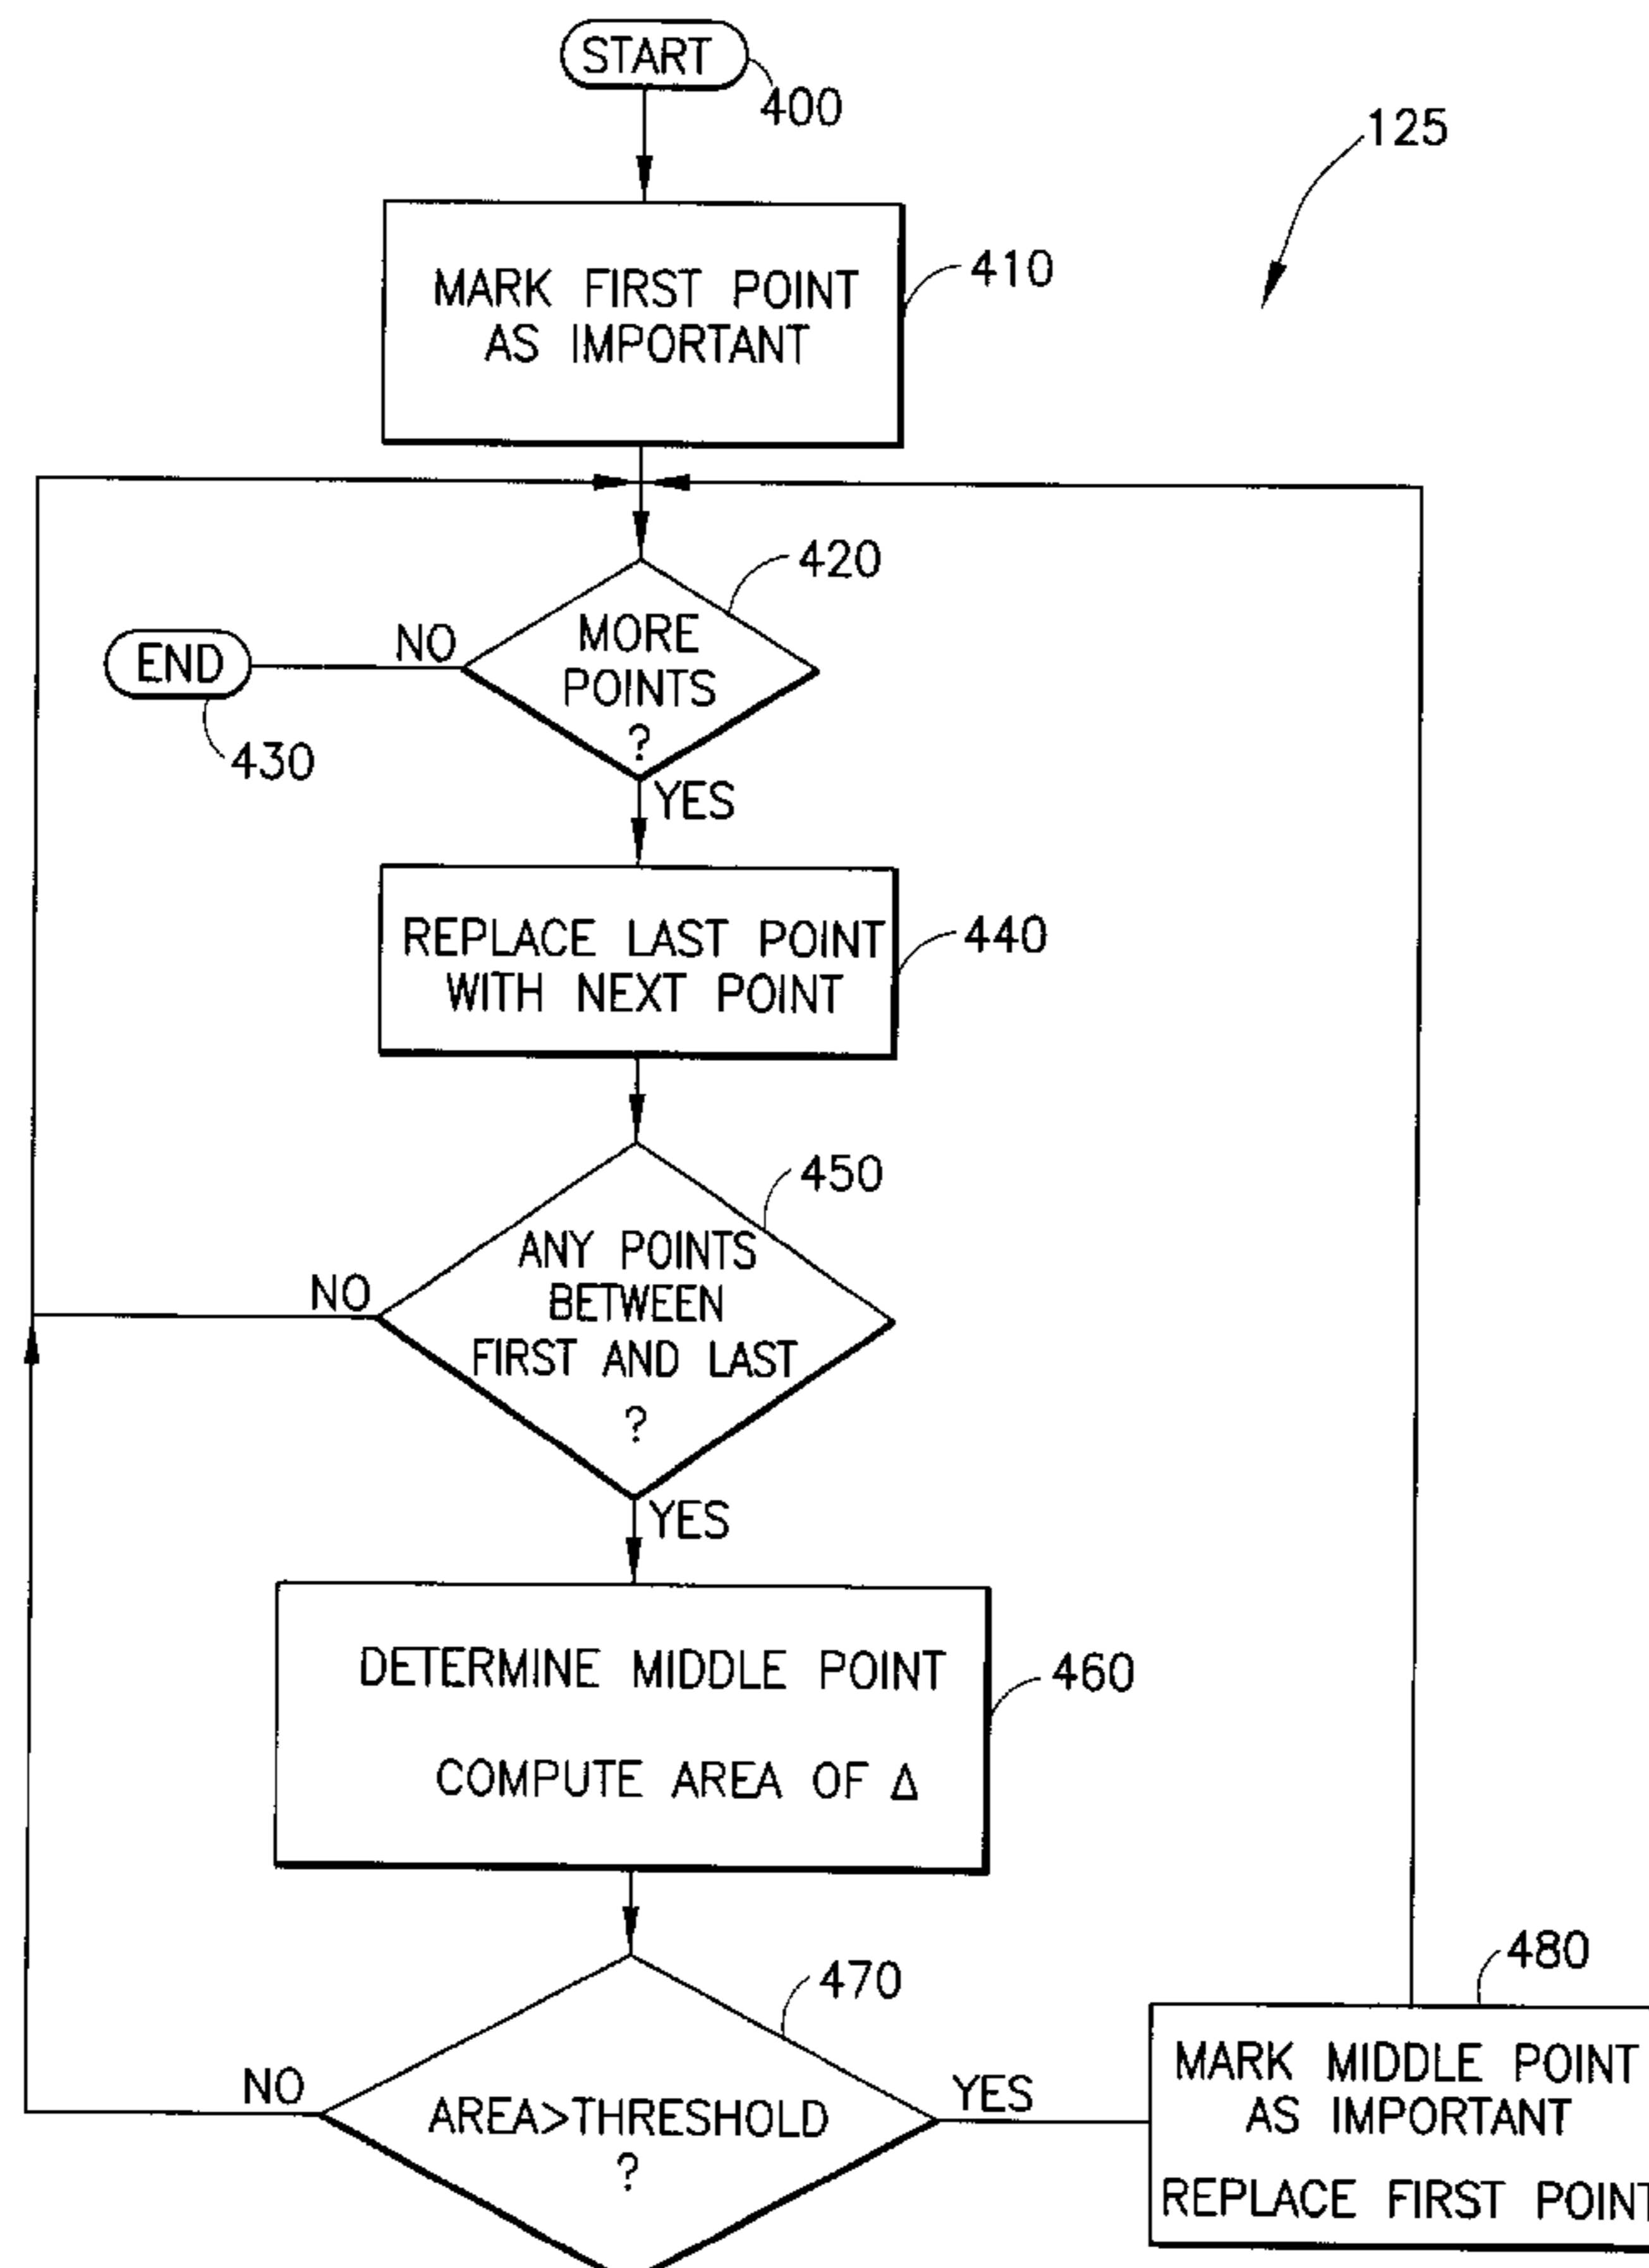 START
400
125
MARK FIRST POINT
AS IMPORTANT
410
420
MORE
POINTS
?
NO
END
430
YES
REPLACE LAST POINT
WITH NEXT POINT
440
450
ANY POINTS
BETWEEN
FIRST AND LAST
?
NO
YES
DETERMINE MIDDLE POINT
COMPUTE AREA OF Δ
460
470
AREA>THRESHOLD
?
NO
YES
480
MARK MIDDLE POINT
AS IMPORTANT
REPLACE FIRST POINT